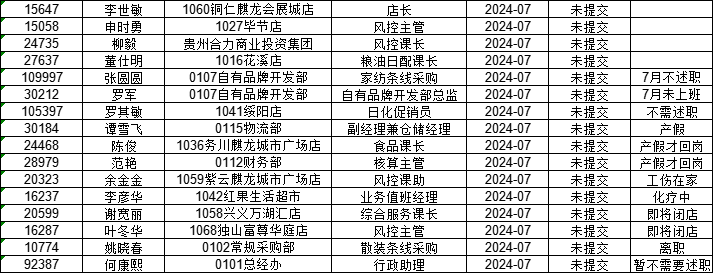 15647 李世敏 1060铜仁麒龙会展城店 店长 2024-07 未提交
15058 申时勇 1027毕节店 风控主管 2024-07 未提交
24735 柳毅 贵州合力商业投资集团 风控课长 2024-07 未提交
27637 董仕明 1016花溪店 粮油日配课长 2024-07 未提交
109997 张圆圆 0107自有品牌开发部 家纺条线采购 2024-07 未提交 7月不述职
30212 罗军 0107自有品牌开发部 自有品牌开发部总监 2024-07 未提交 7月未上班
105397 罗其敏 1041绥阳店 日化促销员 2024-07 未提交 不需述职
30184 谭雪飞 0115物流部 副经理兼仓储经理 2024-07 未提交 产假
24468 陈俊 1036务川麒龙城市广场店 食品课长 2024-07 未提交 产假才回岗
28979 范艳 0112财务部 核算主管 2024-07 未提交 产假才回岗
20323 余金金 1059紫云麒龙城市广场店 风控课助 2024-07 未提交 工伤在家
16237 李彦华 1042红果生活超市 业务值班经理 2024-07 未提交 化疗中
20599 谢宽丽 1058兴义万湖汇店 综合服务课长 2024-07 未提交 即将闭店
16287 叶冬华 1068独山富尊华庭店 风控主管 2024-07 未提交 即将闭店
10774 姚晓春 0102常规采购部 散装条线采购 2024-07 未提交 离职
92387 何康熙 0101总经办 行政助理 2024-07 未提交 暂不需要述职